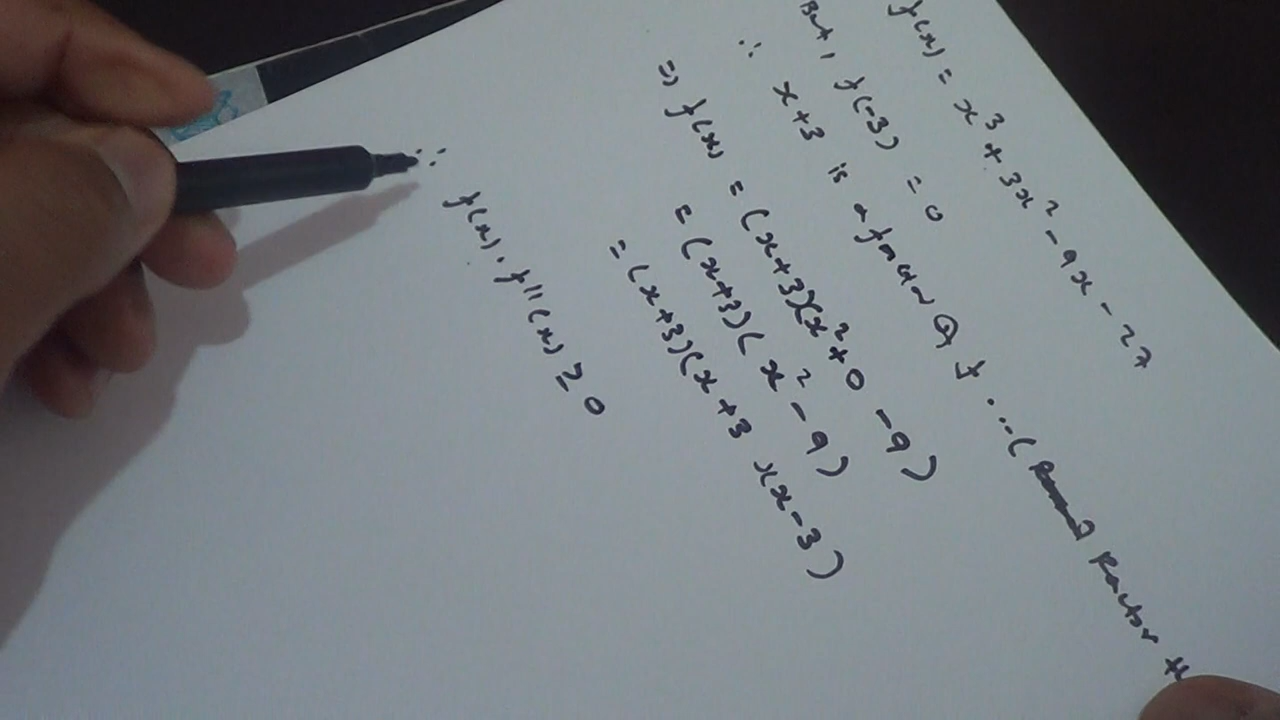 f(x) = x³ + 3x² - 9x - 27
But, f(-3) = 0
∴ x+3 is a factor of f ...( Factor
⇒ f(x) = (x+3)(x²+0 -9)
= (x+3)(x²-9)
= (x+3)(x+3)(x-3)
∴ f(x).f''(x) ≥ 0